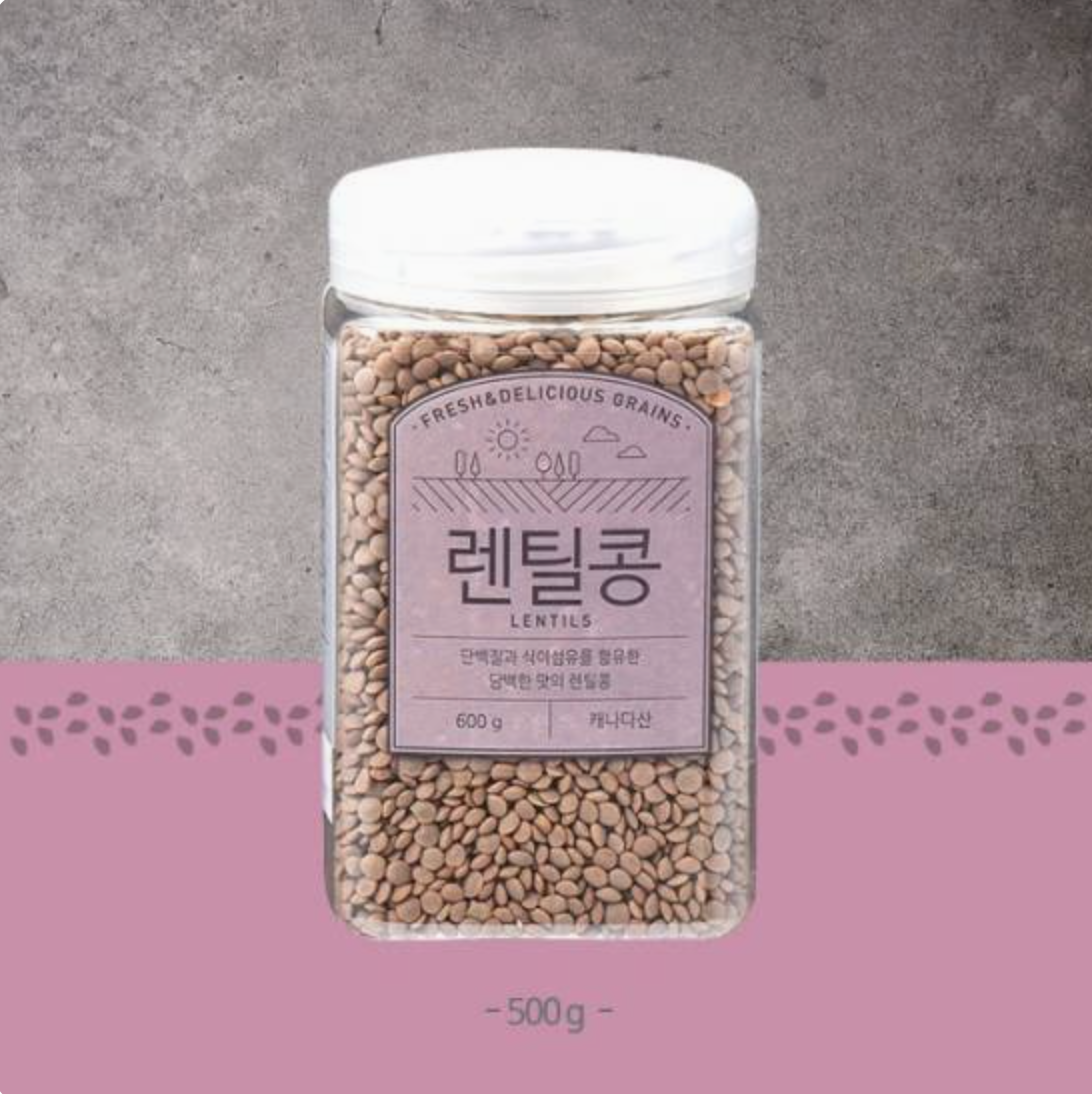 ·FRESH&DELICIOUS GRAINS·
렌틸콩
LENTILS
단백질과 식이섬유를 함유한
담백한 맛의 렌틸콩
600 g
캐나다산
-500g-